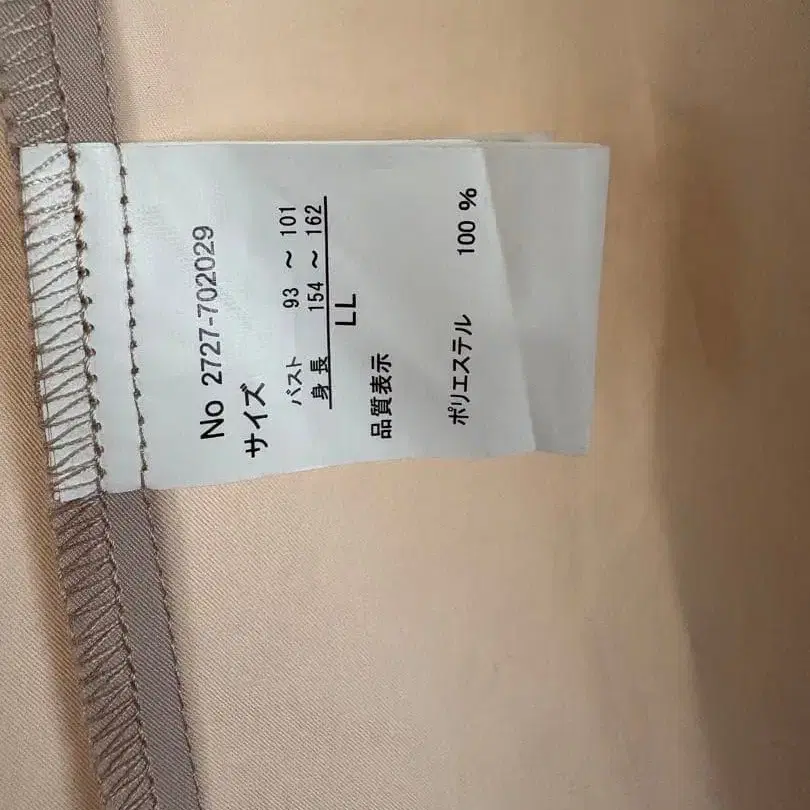 No 2727-702029
サイズ
バスト 93 ～ 101
身長 154 ～ 162
LL
品質表示
ポリエステル 100 %